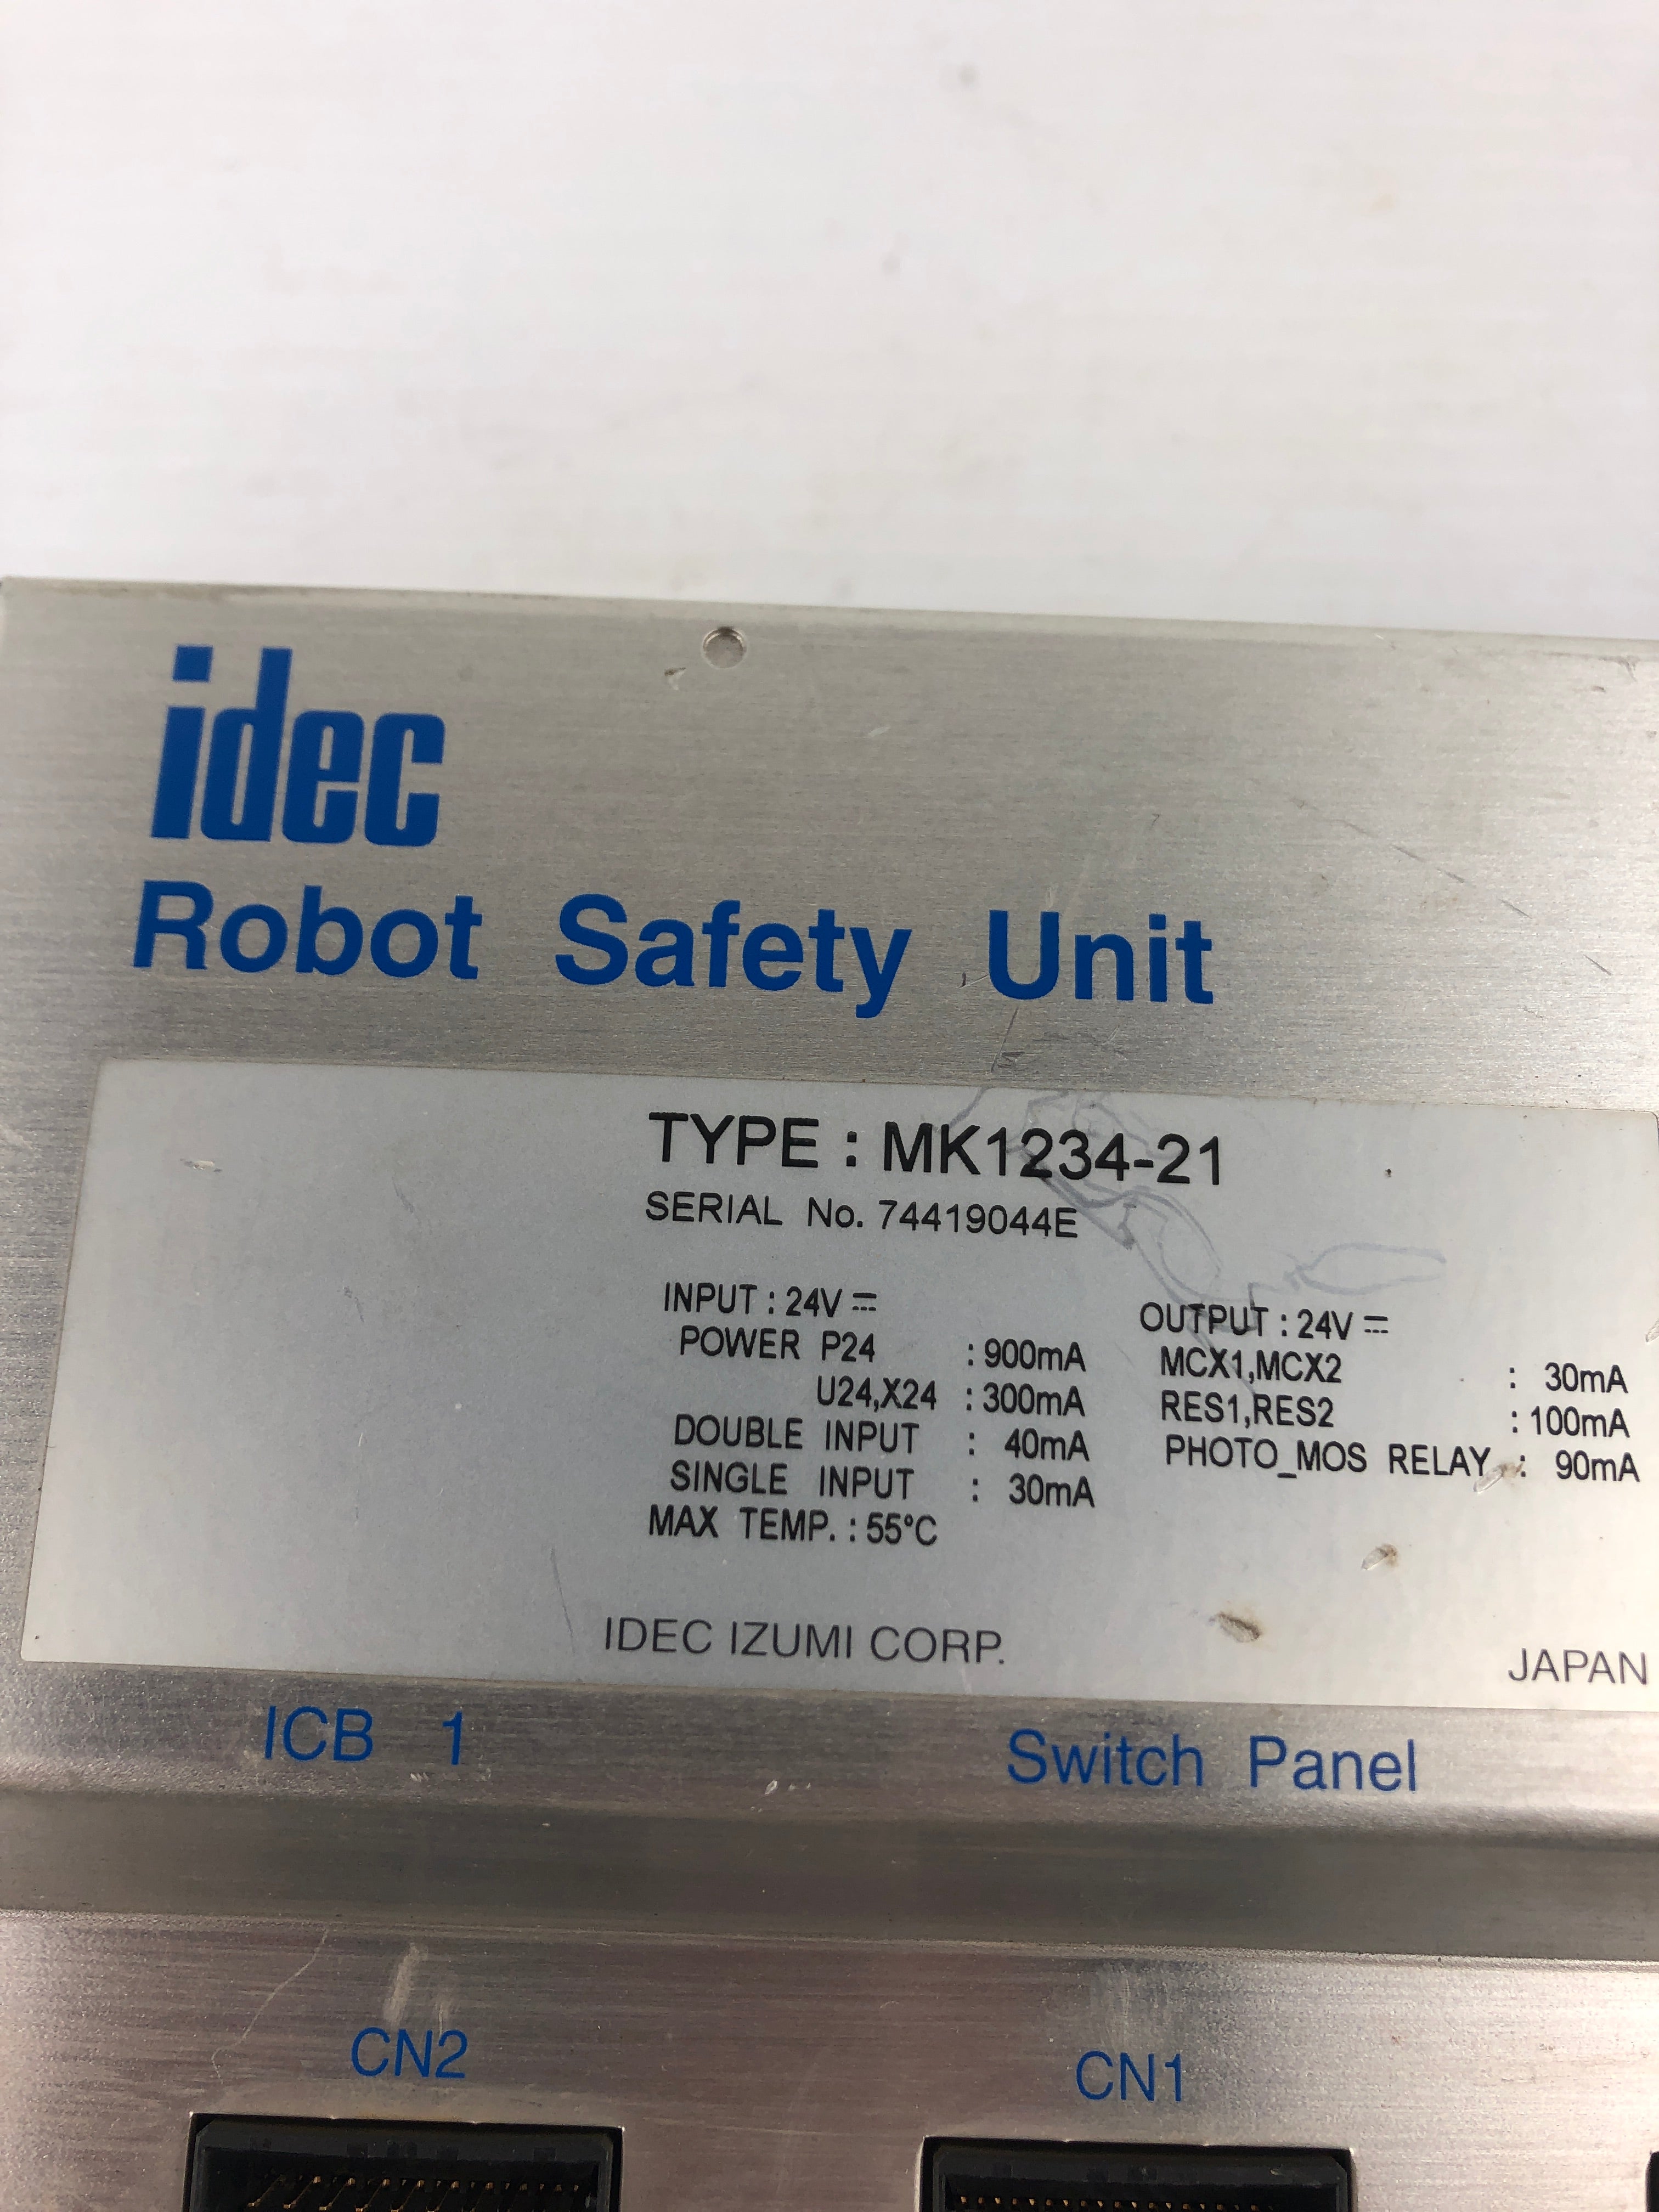 idec
Robot Safety Unit
TYPE : MK1234-21
SERIAL No. 74419044E
INPUT : 24V ⎓
POWER P24 : 900mA
U24,X24 : 300mA
DOUBLE INPUT : 40mA
SINGLE INPUT : 30mA
MAX TEMP. : 55°C
OUTPUT : 24V ⎓
MCX1,MCX2 : 30mA
RES1,RES2 : 100mA
PHOTO_MOS RELAY : 90mA
IDEC IZUMI CORP. JAPAN
ICB 1 Switch Panel
CN2 CN1